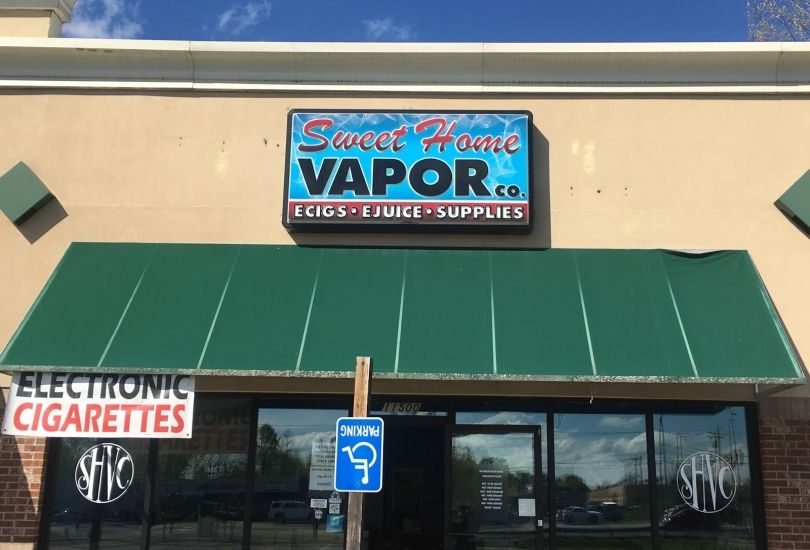 Sweet Home
VAPOR CO.
ECIGS • EJUICE • SUPPLIES
ELECTRONIC
CIGARETTES
11500
PARKING
SHVC
SHVC